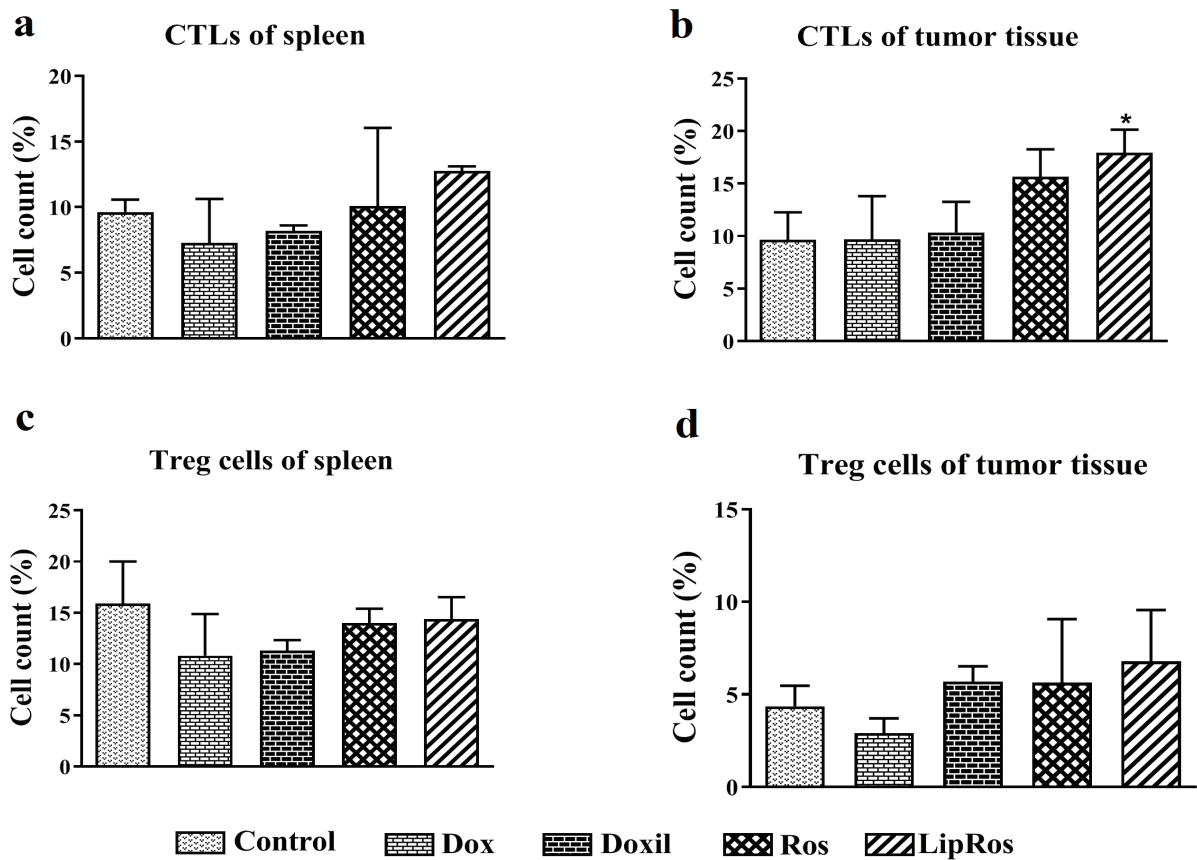 a
CTLs of spleen
Cell count (%)
20
15
10
5
0
b
CTLs of tumor tissue
Cell count (%)
25
20
15
10
5
0
*
c
Treg cells of spleen
Cell count (%)
25
20
15
10
5
0
d
Treg cells of tumor tissue
Cell count (%)
15
10
5
0
Control Dox Doxil Ros LipRos